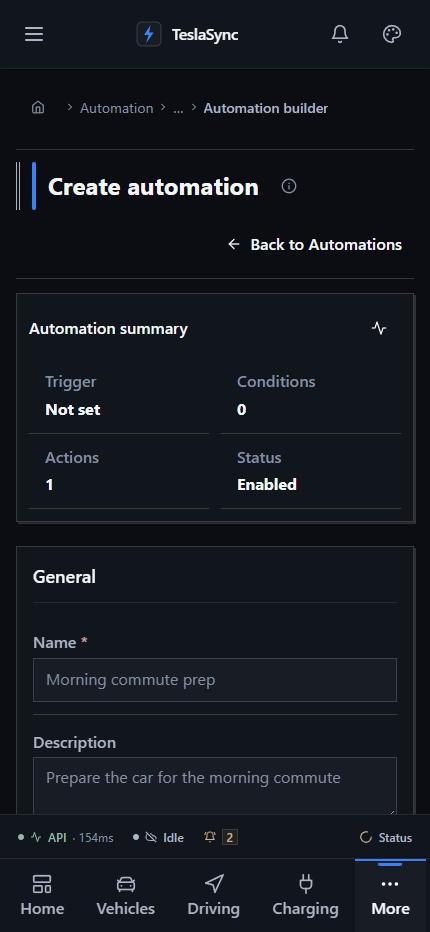 TeslaSync
Automation ... Automation builder
Create automation
Back to Automations
Automation summary
Trigger Conditions
Not set 0
Actions Status
1 Enabled
General
Name *
Morning commute prep
Description
Prepare the car for the morning commute
API · 154ms Idle 2 Status
Home Vehicles Driving Charging More